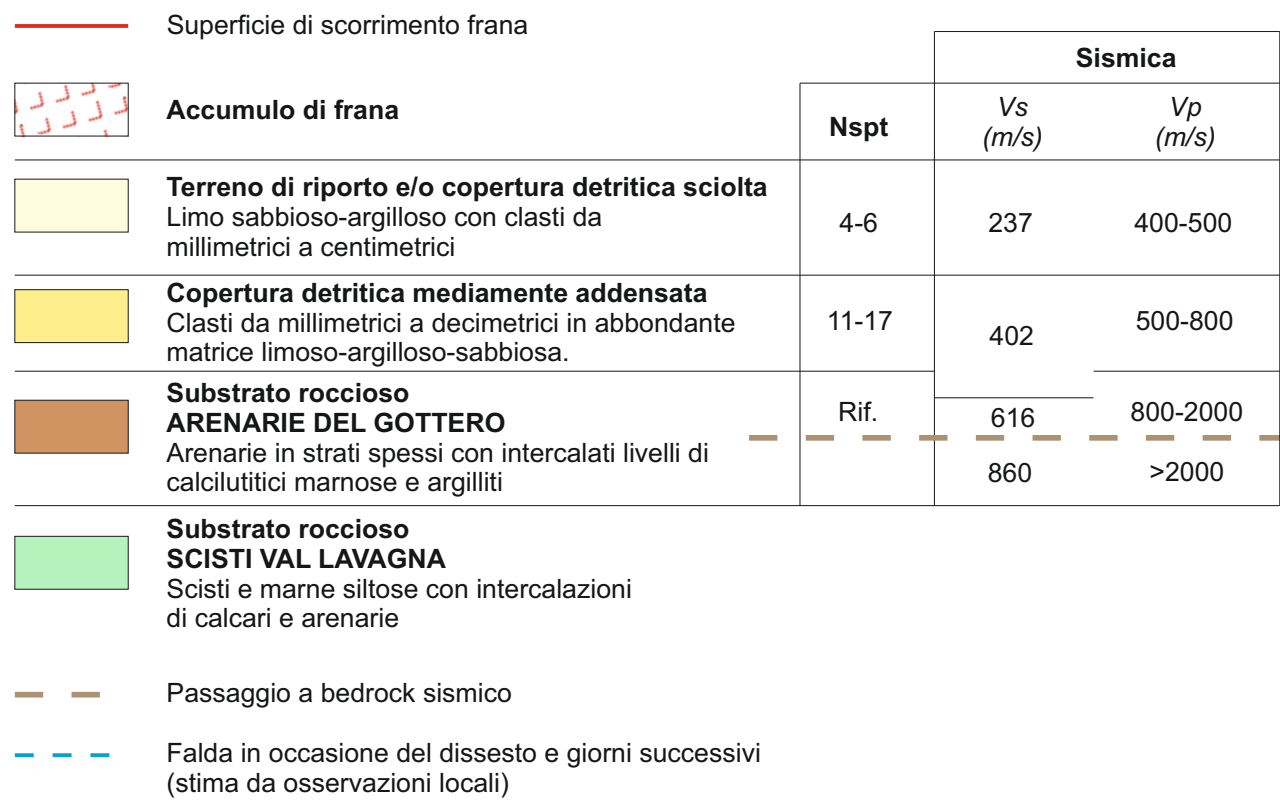 Superficie di scorrimento frana
Sismica
Accumulo di frana
Nspt
Vs
(m/s)
Vp
(m/s)
Terreno di riporto e/o copertura detritica sciolta
Limo sabbioso-argilloso con clasti da
millimetrici a centimetrici
4-6
237
400-500
Copertura detritica mediamente addensata
Clasti da millimetrici a decimetrici in abbondante
matrice limoso-argilloso-sabbiosa.
11-17
402
500-800
Substrato roccioso
ARENARIE DEL GOTTERO
Arenarie in strati spessi con intercalati livelli di
calcilutitici marnose e argilliti
Rif.
616
800-2000
860
>2000
Substrato roccioso
SCISTI VAL LAVAGNA
Scisti e marne siltose con intercalazioni
di calcari e arenarie
Passaggio a bedrock sismico
Falda in occasione del dissesto e giorni successivi
(stima da osservazioni locali)